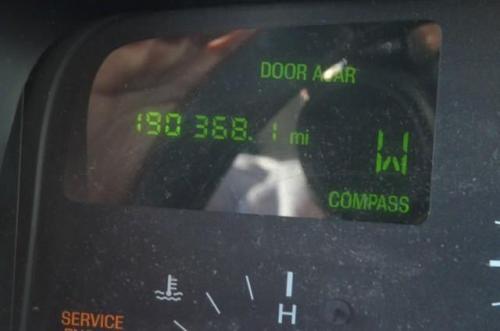 DOOR AJAR
190 368.1 mi
W
COMPASS
H
SERVICE